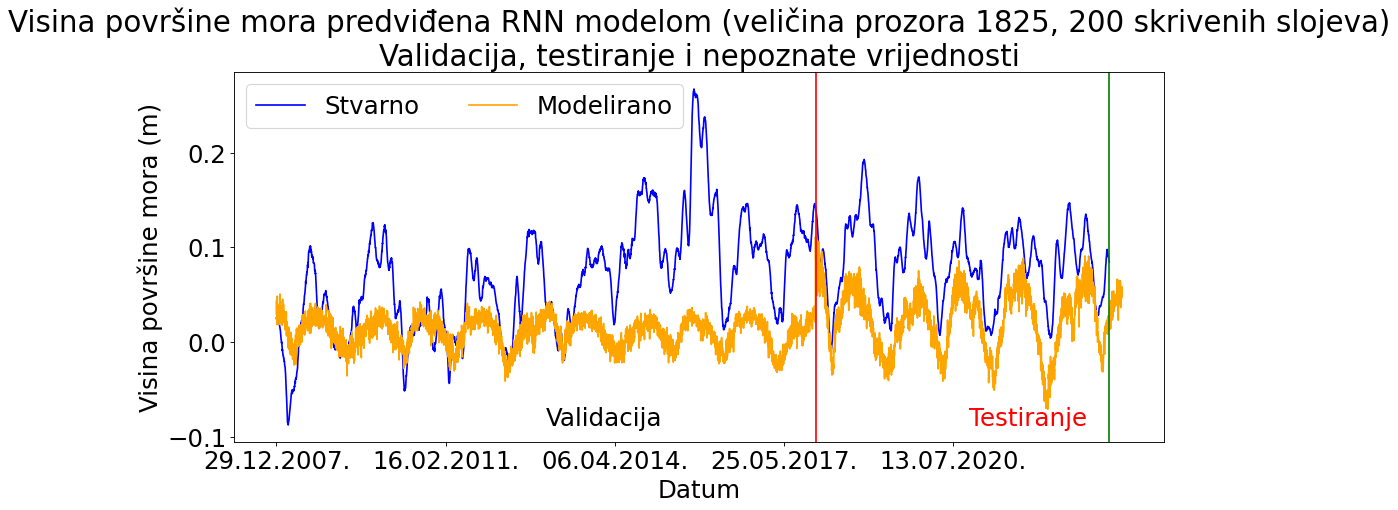 Visina površine mora predviđena RNN modelom (veličina prozora 1825, 200 skrivenih slojeva)
Validacija, testiranje i nepoznate vrijednosti
Stvarno
Modelirano
Visina površine mora (m)
0.2
0.1
0.0
−0.1
Validacija
Testiranje
29.12.2007.
16.02.2011.
06.04.2014.
25.05.2017.
13.07.2020.
Datum